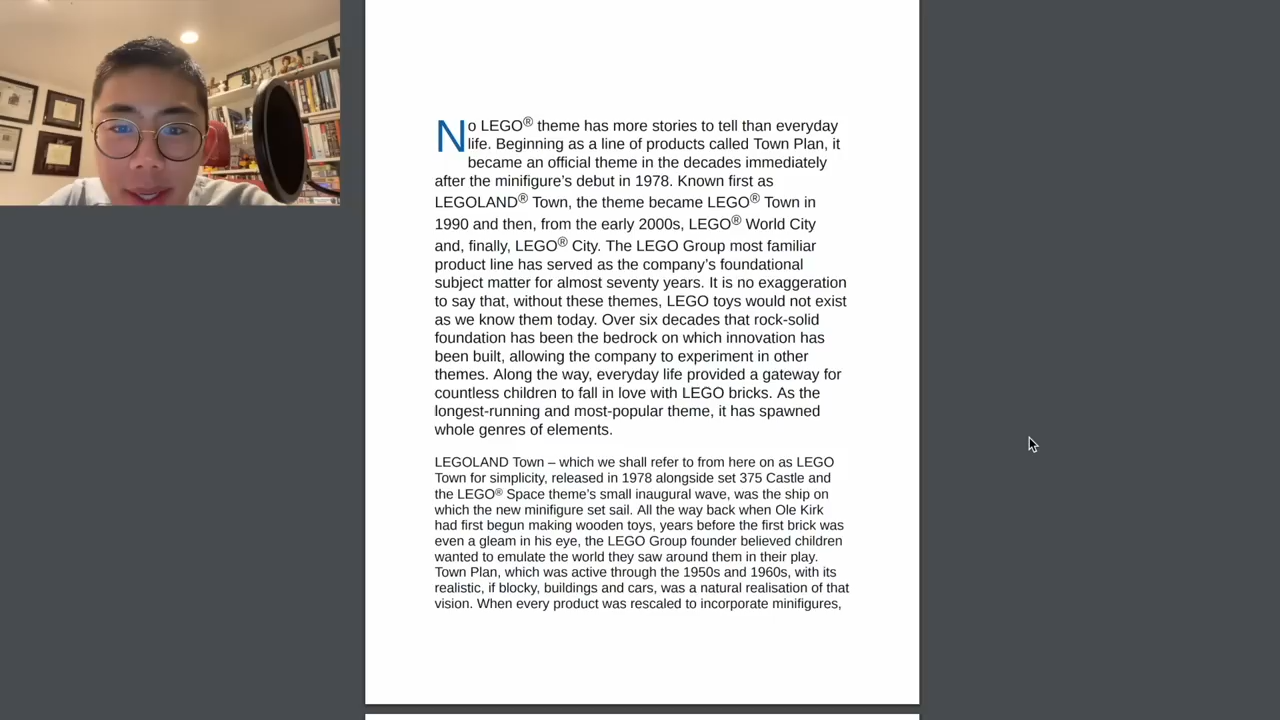 No LEGO® theme has more stories to tell than everyday
life. Beginning as a line of products called Town Plan, it
became an official theme in the decades immediately
after the minifigure’s debut in 1978. Known first as
LEGOLAND® Town, the theme became LEGO® Town in
1990 and then, from the early 2000s, LEGO® World City
and, finally, LEGO® City. The LEGO Group most familiar
product line has served as the company’s foundational
subject matter for almost seventy years. It is no exaggeration
to say that, without these themes, LEGO toys would not exist
as we know them today. Over six decades that rock-solid
foundation has been the bedrock on which innovation has
been built, allowing the company to experiment in other
themes. Along the way, everyday life provided a gateway for
countless children to fall in love with LEGO bricks. As the
longest-running and most-popular theme, it has spawned
whole genres of elements.
LEGOLAND Town – which we shall refer to from here on as LEGO
Town for simplicity, released in 1978 alongside set 375 Castle and
the LEGO® Space theme’s small inaugural wave, was the ship on
which the new minifigure set sail. All the way back when Ole Kirk
had first begun making wooden toys, years before the first brick was
even a gleam in his eye, the LEGO Group founder believed children
wanted to emulate the world they saw around them in their play.
Town Plan, which was active through the 1950s and 1960s, with its
realistic, if blocky, buildings and cars, was a natural realisation of that
vision. When every product was rescaled to incorporate minifigures,